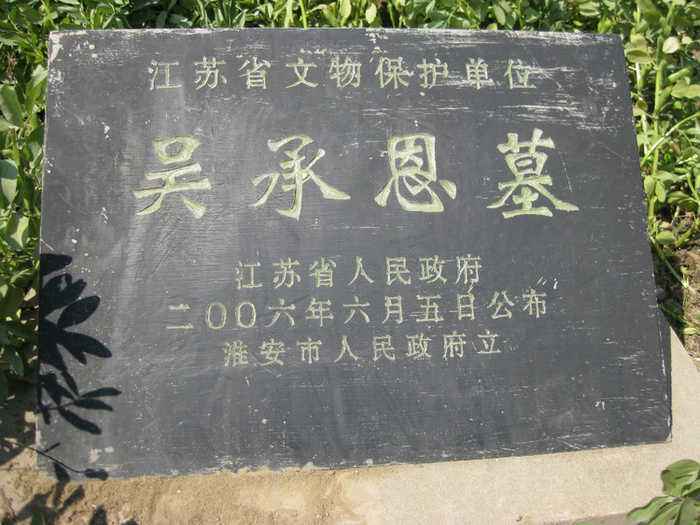 江苏省文物保护单位
吴承恩墓
江苏省人民政府
二〇〇六年六月五日公布
淮安市人民政府立